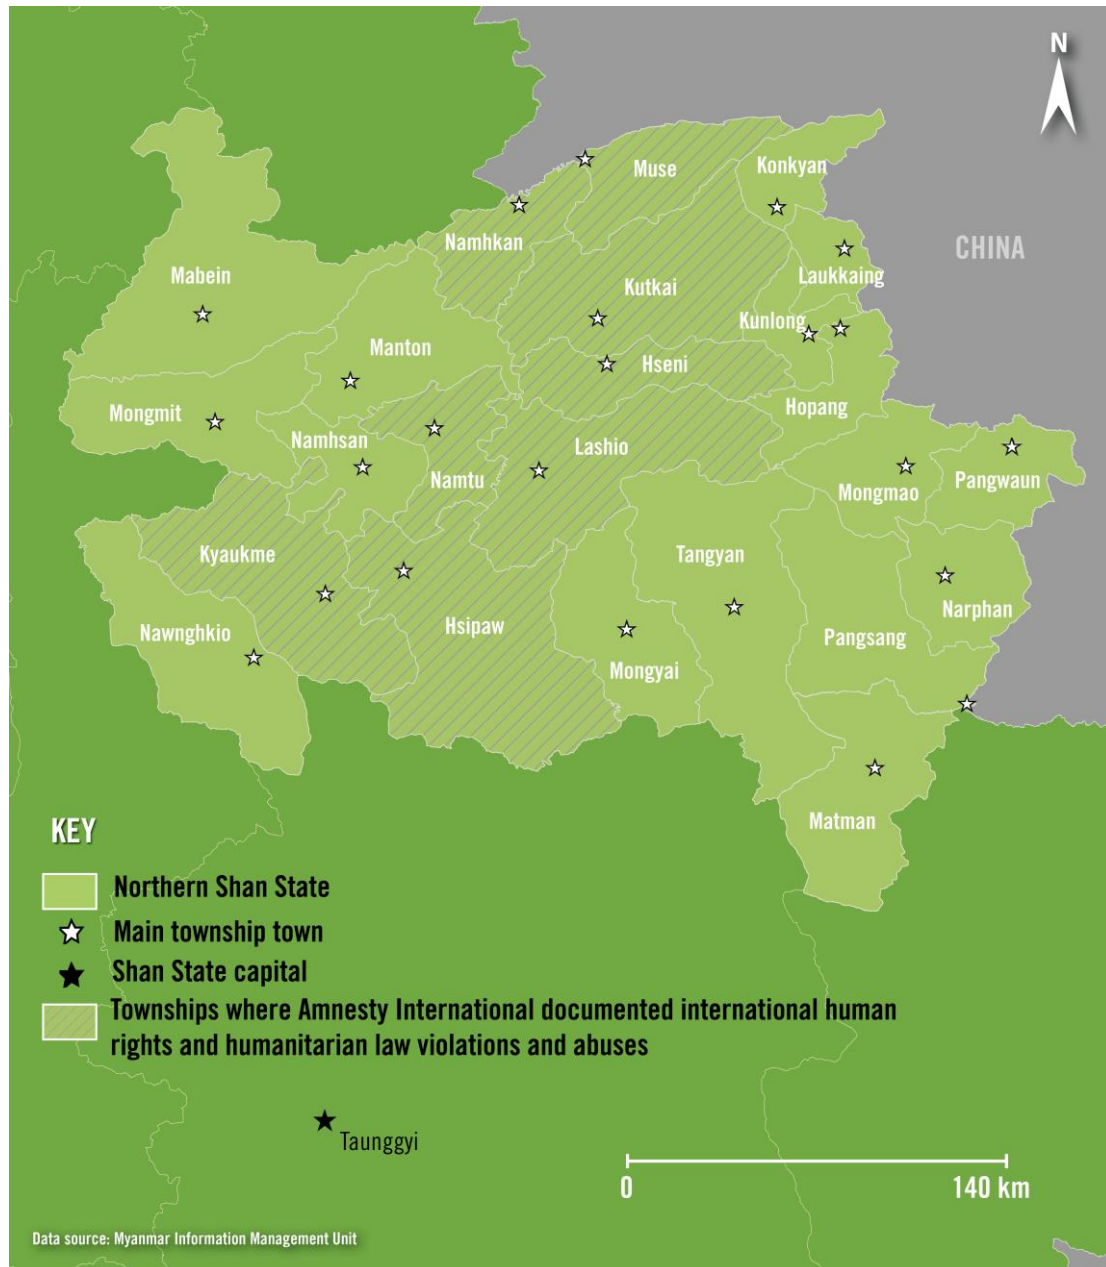 N
Muse
Konkyan
Namhkan
CHINA
Laukkaing
Mabein
Kutkai
Kunlong
Manton
Hseni
Hopang
Mongmit
Namhsan
Lashio
Namtu
Mongmao
Pangwaun
Kyaukme
Tangyan
Narphan
Hsipaw
Nawnghkio
Pangsang
Mongyai
Matman
KEY
Northern Shan State
Main township town
Shan State capital
Townships where Amnesty International documented international human
rights and humanitarian law violations and abuses
Taunggyi
0
140 km
Data source: Myanmar Information Management Unit